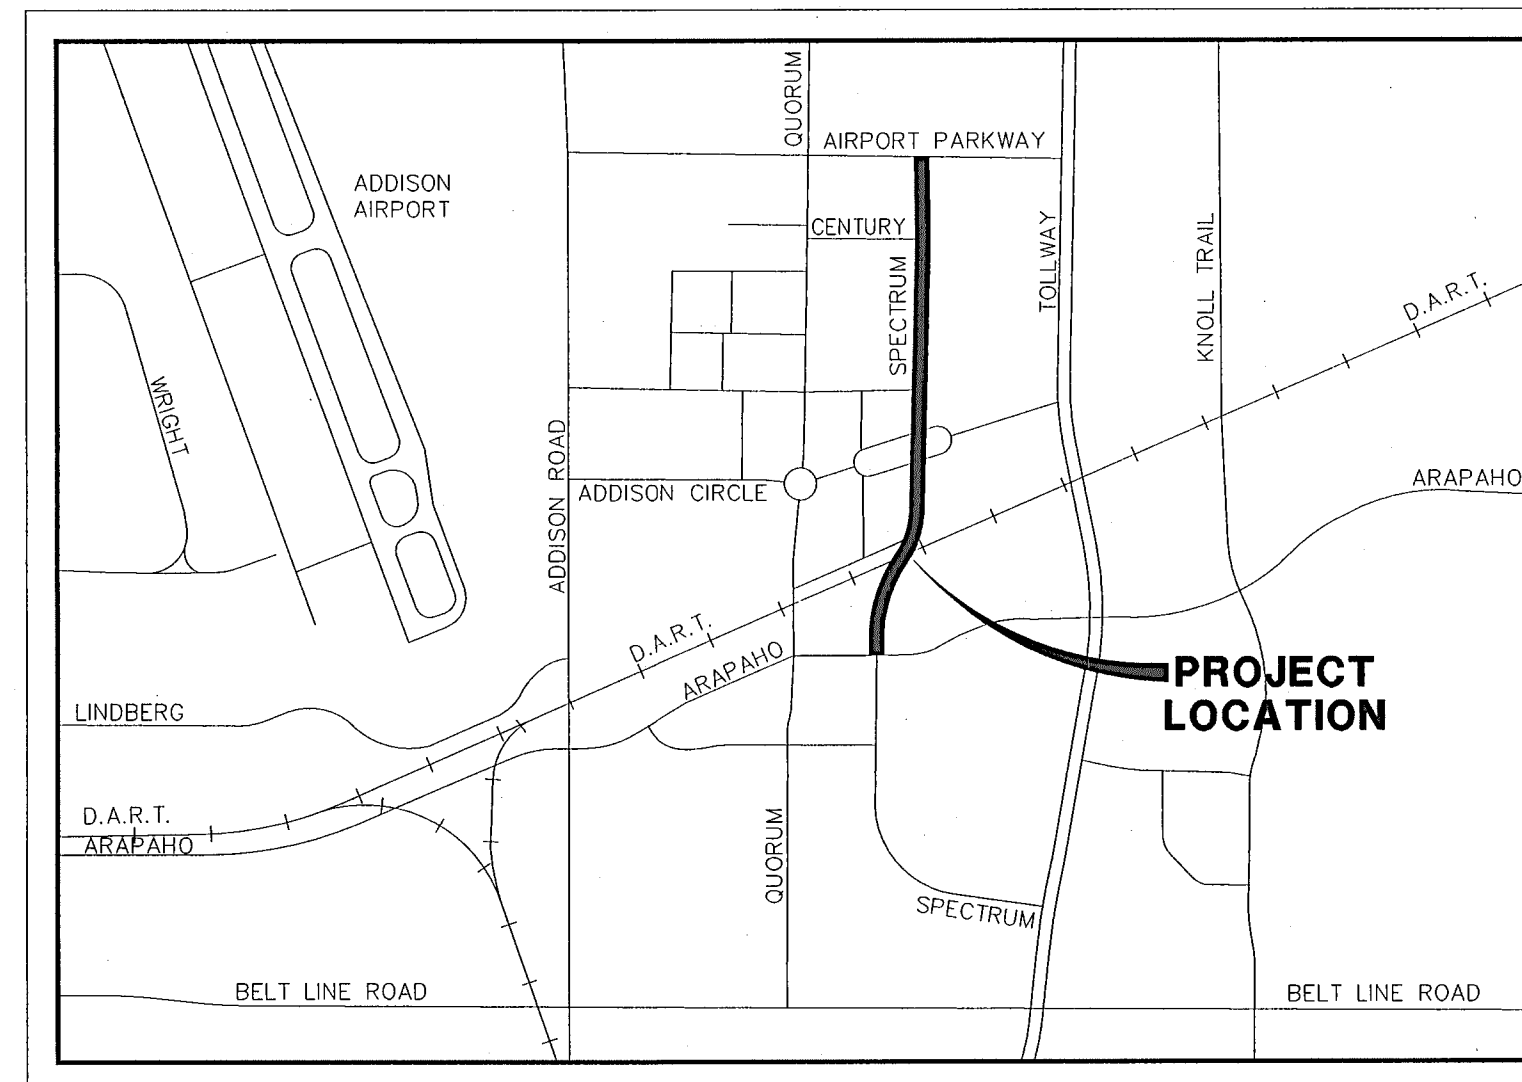 QUORUM
AIRPORT PARKWAY
ADDISON
AIRPORT
CENTURY
TOLLWAY
KNOLL TRAIL
SPECTRUM
D.A.R.T.
WRIGHT
ADDISON ROAD
ADDISON CIRCLE
ARAPAHO
D.A.R.T.
ARAPAHO
PROJECT
LOCATION
LINDBERG
D.A.R.T.
ARAPAHO
QUORUM
SPECTRUM
BELT LINE ROAD
BELT LINE ROAD